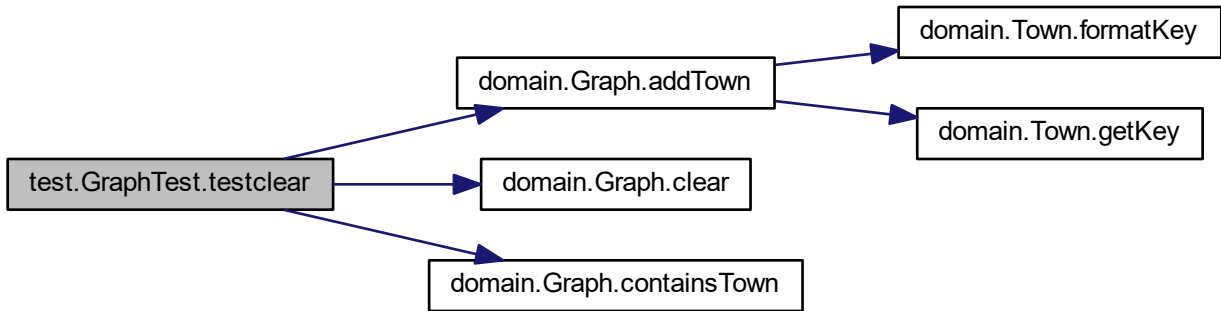 domain.Town.formatKey
domain.Graph.addTown
domain.Town.getKey
test.GraphTest.testclear
domain.Graph.clear
domain.Graph.containsTown